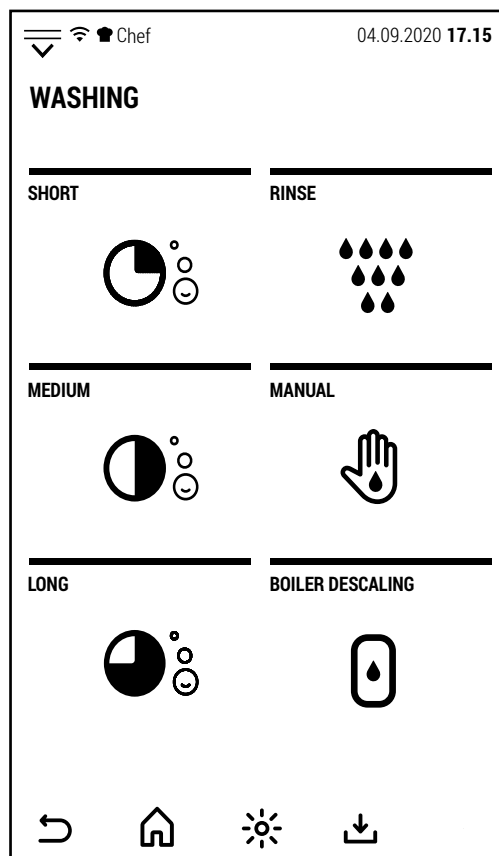 Chef 04.09.2020 17.15
WASHING
SHORT RINSE
MEDIUM MANUAL
LONG BOILER DESCALING